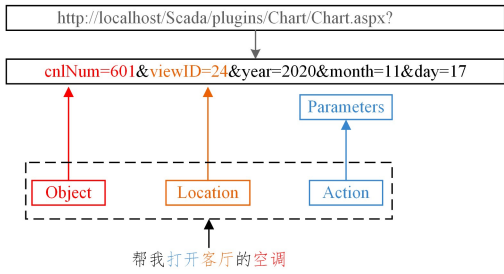 http://localhost/Scada/plugins/Chart/Chart.aspx?
cnlNum=601&viewID=24&year=2020&month=11&day=17
Parameters
Object Location Action
帮我打开客厅的空调